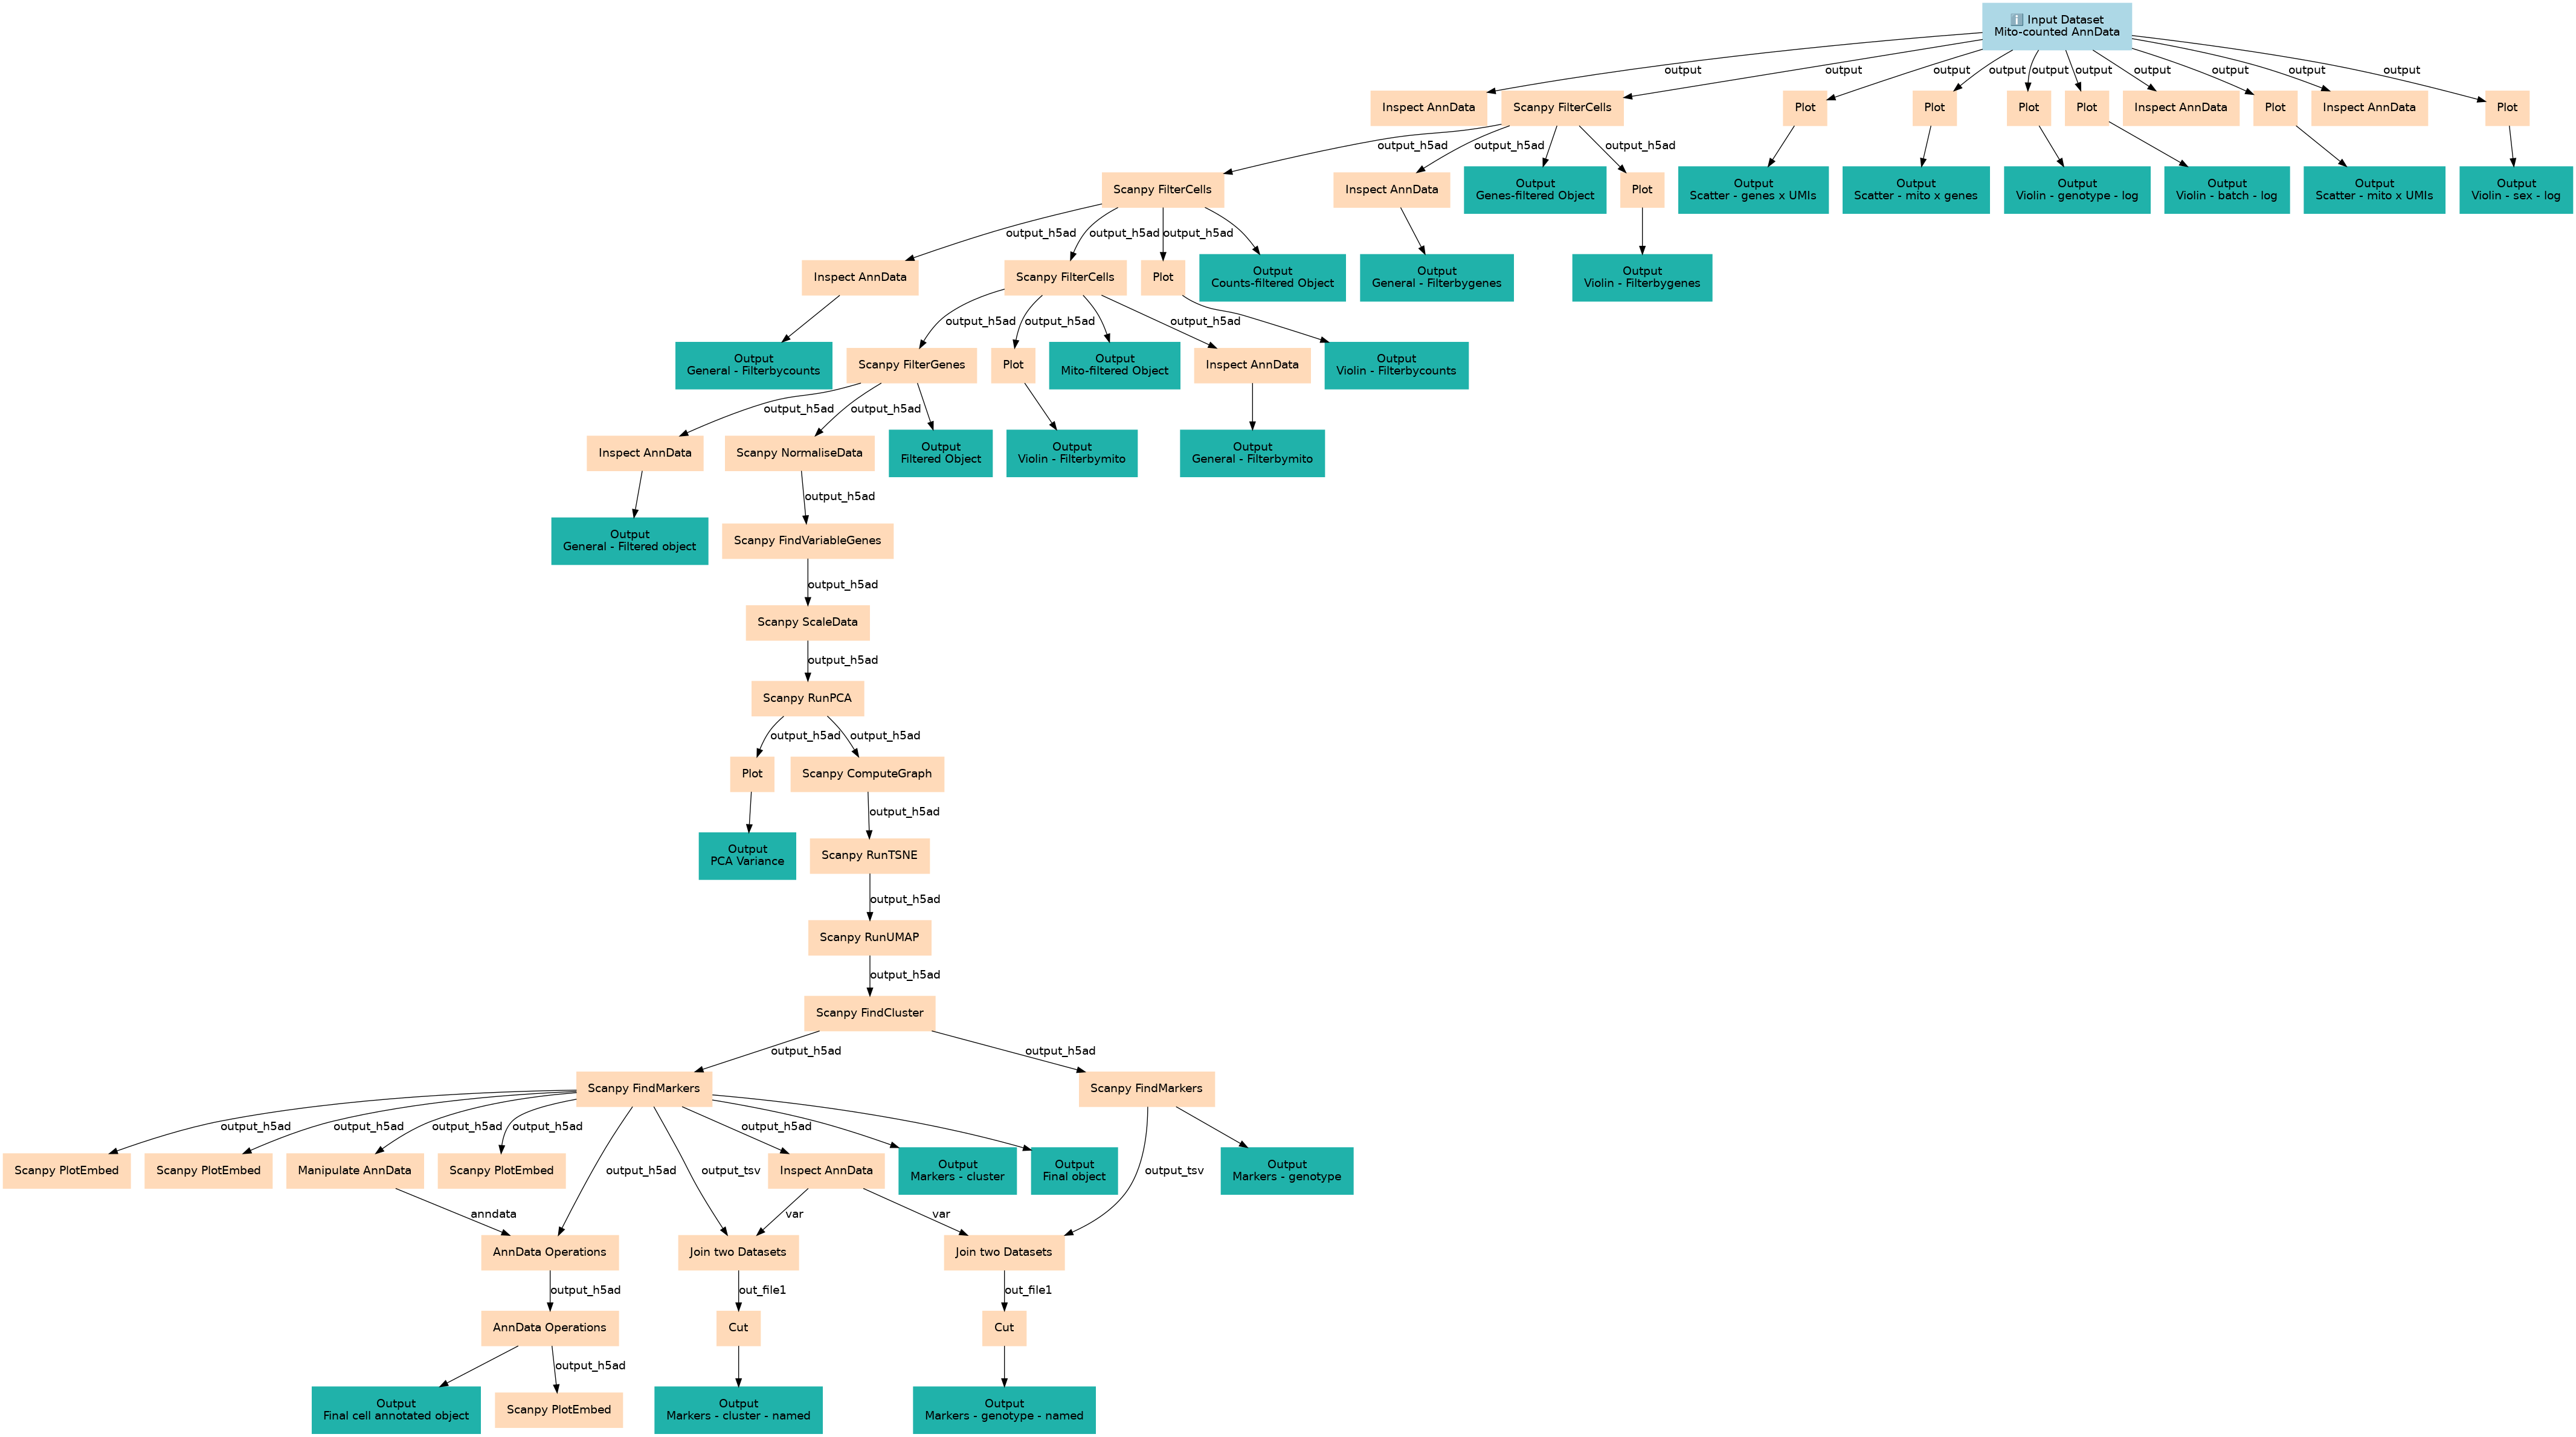 ℹ️ Input Dataset
Mito-counted AnnData
output
output
output
output
output
output
output
output
output
output
Inspect AnnData
Scanpy FilterCells
Plot
Plot
Plot
Plot
Inspect AnnData
Plot
Inspect AnnData
Plot
output_h5ad
output_h5ad
output_h5ad
Scanpy FilterCells
Inspect AnnData
Output
Genes-filtered Object
Plot
Output
Scatter - genes x UMIs
Output
Scatter - mito x genes
Output
Violin - genotype - log
Output
Violin - batch - log
Output
Scatter - mito x UMIs
Output
Violin - sex - log
output_h5ad
output_h5ad
output_h5ad
Inspect AnnData
Scanpy FilterCells
Plot
Output
Counts-filtered Object
Output
General - Filterbygenes
Output
Violin - Filterbygenes
output_h5ad
output_h5ad
output_h5ad
Output
General - Filterbycounts
Scanpy FilterGenes
Plot
Output
Mito-filtered Object
Inspect AnnData
Output
Violin - Filterbycounts
output_h5ad
output_h5ad
Inspect AnnData
Scanpy NormaliseData
Output
Filtered Object
Output
Violin - Filterbymito
Output
General - Filterbymito
output_h5ad
Output
General - Filtered object
Scanpy FindVariableGenes
output_h5ad
Scanpy ScaleData
output_h5ad
Scanpy RunPCA
output_h5ad
output_h5ad
Plot
Scanpy ComputeGraph
output_h5ad
Output
PCA Variance
Scanpy RunTSNE
output_h5ad
Scanpy RunUMAP
output_h5ad
Scanpy FindCluster
output_h5ad
output_h5ad
Scanpy FindMarkers
Scanpy FindMarkers
output_h5ad
output_h5ad
output_h5ad
output_h5ad
output_h5ad
Scanpy PlotEmbed
Scanpy PlotEmbed
Manipulate AnnData
Scanpy PlotEmbed
output_h5ad
output_tsv
Inspect AnnData
Output
Markers - cluster
Output
Final object
output_tsv
Output
Markers - genotype
anndata
var
var
AnnData Operations
Join two Datasets
Join two Datasets
output_h5ad
out_file1
out_file1
AnnData Operations
Cut
Cut
output_h5ad
Output
Final cell annotated object
Scanpy PlotEmbed
Output
Markers - cluster - named
Output
Markers - genotype - named